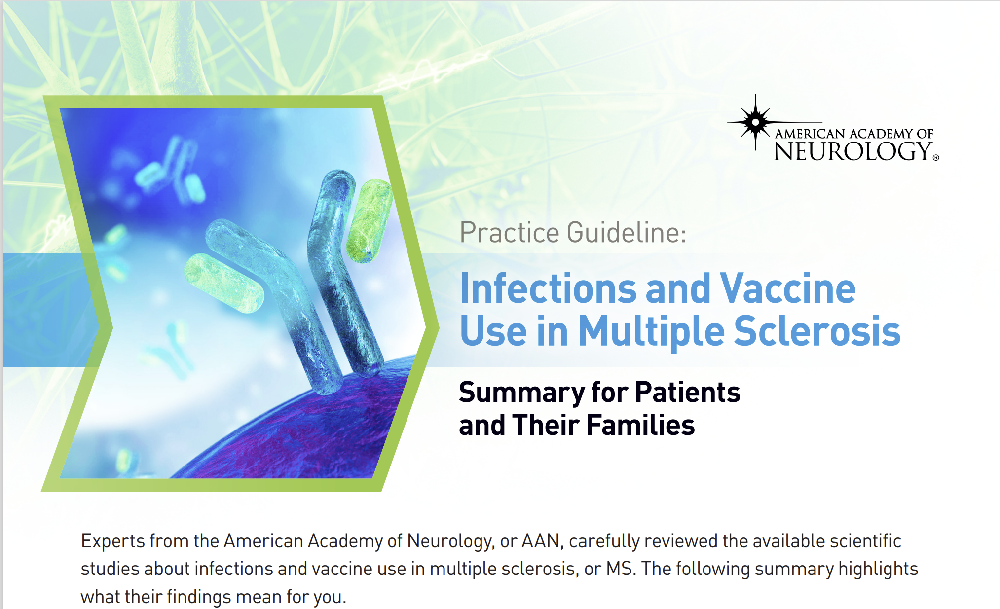 AMERICAN ACADEMY OF
NEUROLOGY®
Practice Guideline:
Infections and Vaccine
Use in Multiple Sclerosis
Summary for Patients
and Their Families
Experts from the American Academy of Neurology, or AAN, carefully reviewed the available scientific
studies about infections and vaccine use in multiple sclerosis, or MS. The following summary highlights
what their findings mean for you.